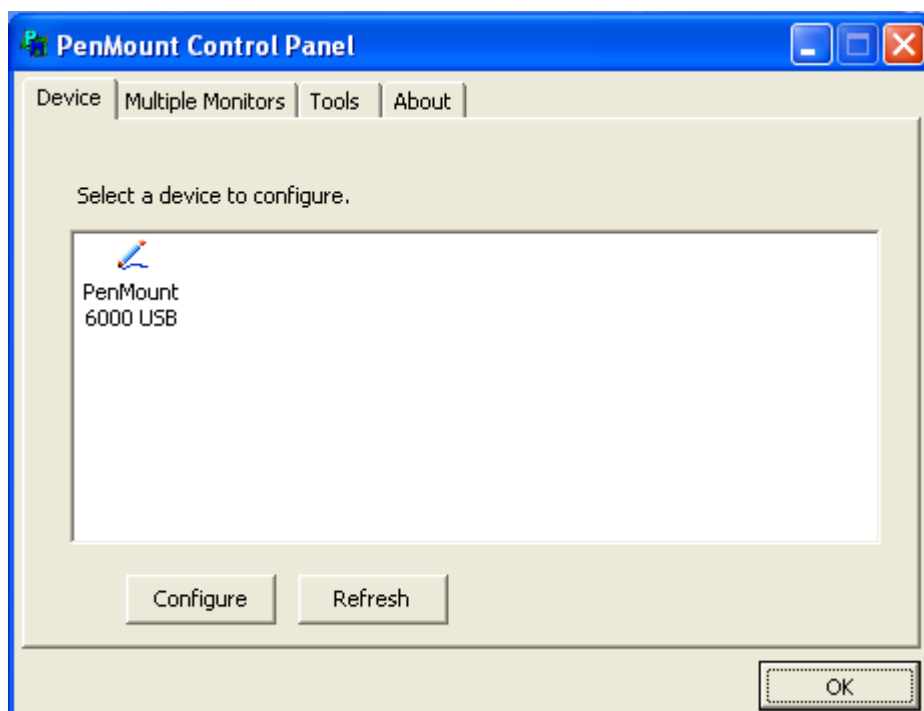 PenMount Control Panel
Device Multiple Monitors Tools About
Select a device to configure.
PenMount
6000 USB
Configure Refresh
OK